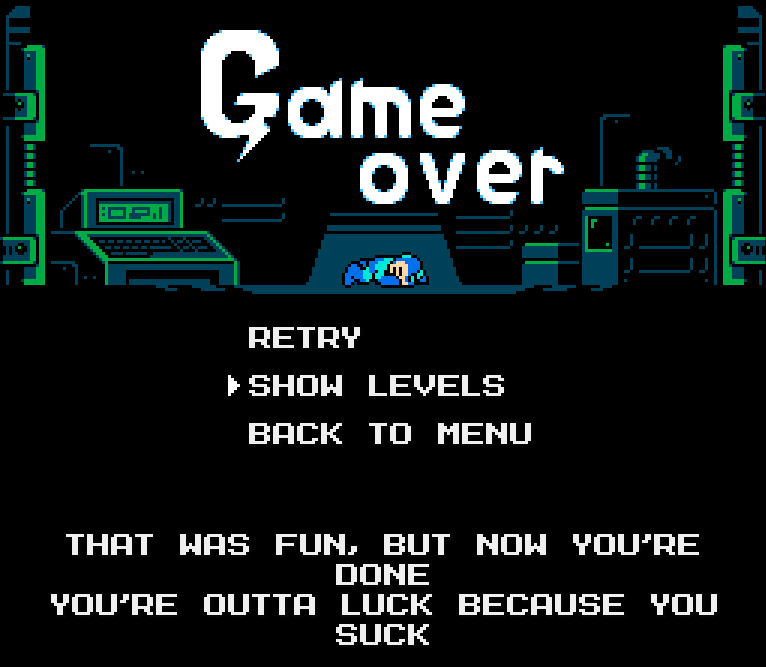 Game
over
RETRY
SHOW LEVELS
BACK TO MENU
THAT WAS FUN, BUT NOW YOU'RE
DONE
YOU'RE OUTTA LUCK BECAUSE YOU
SUCK